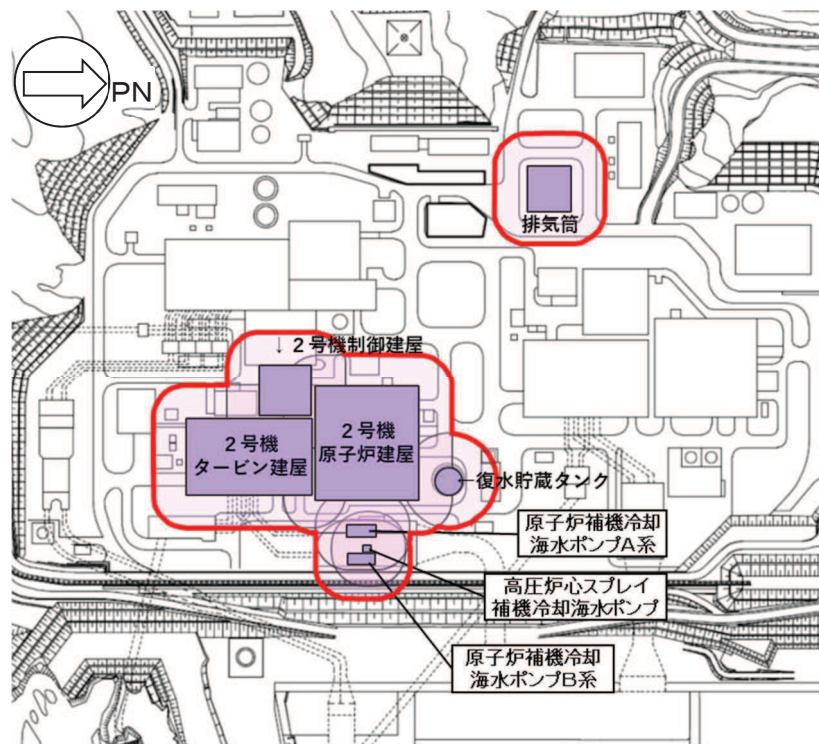 PN
排気筒
↓ 2号機制御建屋
2号機
タービン建屋
2号機
原子炉建屋
←復水貯蔵タンク
原子炉補機冷却
海水ポンプA系
高圧炉心スプレイ
補機冷却海水ポンプ
原子炉補機冷却
海水ポンプB系